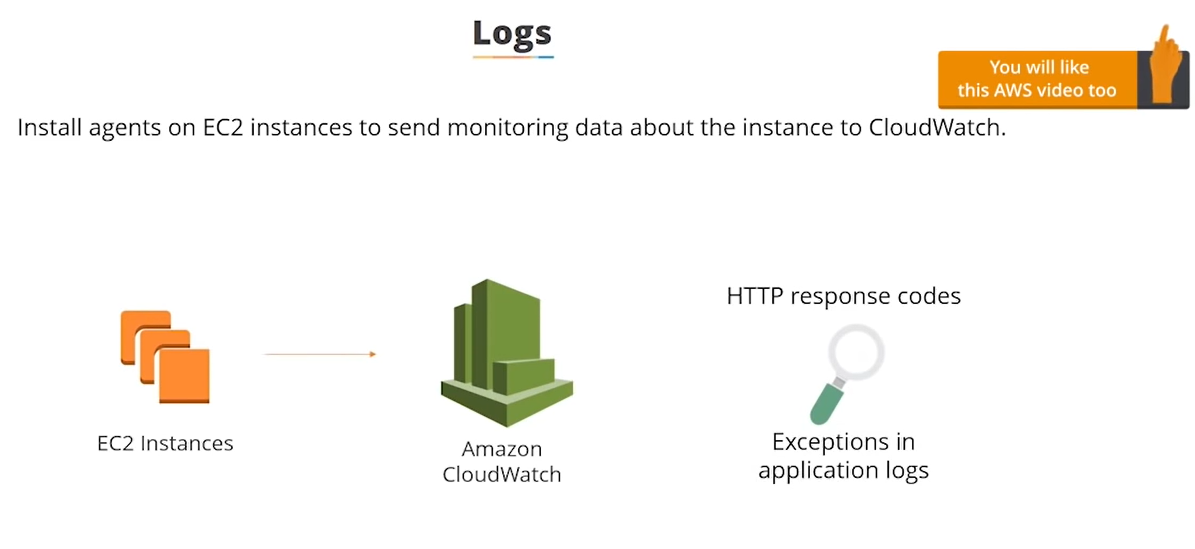 Logs
You will like
this AWS video too
Install agents on EC2 instances to send monitoring data about the instance to CloudWatch.
HTTP response codes
EC2 Instances
Amazon
CloudWatch
Exceptions in
application logs